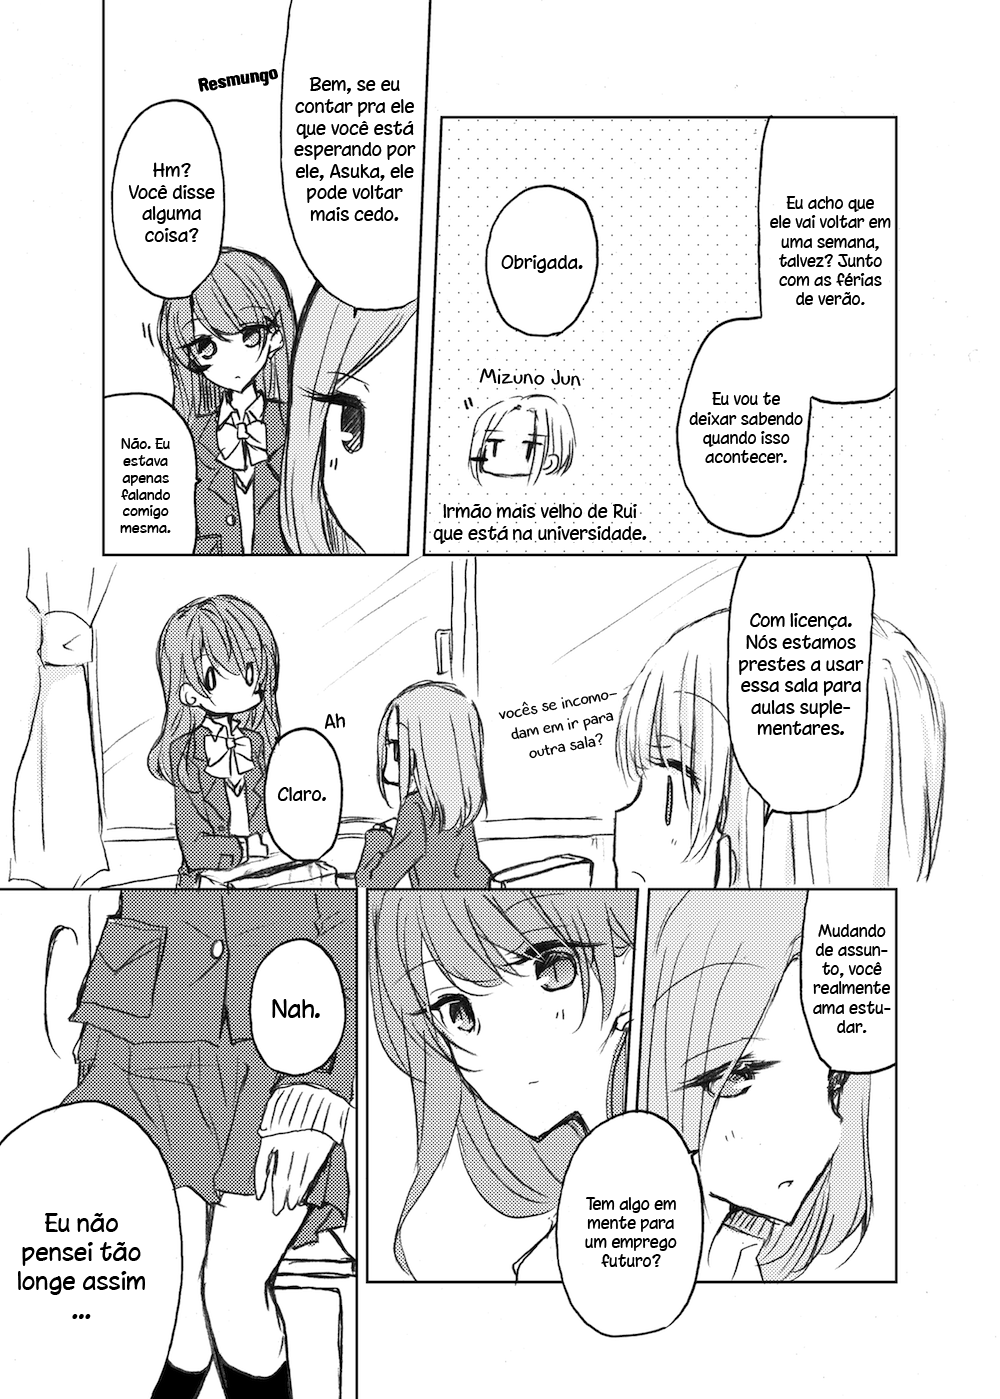 Eu acho que
ele vai voltar em
uma semana,
talvez? Junto
com as férias
de verão.
Eu vou te
deixar sabendo
quando isso
acontecer.
Obrigada.
Mizuno Jun
Irmão mais velho de Rui
que está na universidade.
Bem, se eu
contar pra ele
que você está
esperando por
ele, Asuka, ele
pode voltar
mais cedo.
Resmungo
Hm?
Você disse
alguma
coisa?
Não. Eu
estava
apenas
falando
comigo
mesma.
Com licença.
Nós estamos
prestes a usar
essa sala para
aulas suple-
mentares.
vocês se incomo-
dam em ir para
outra sala?
Ah
Claro.
Mudando
de assun-
to, você
realmente
ama estu-
dar.
Tem algo em
mente para
um emprego
futuro?
Nah.
Eu não
pensei tão
longe assim
...